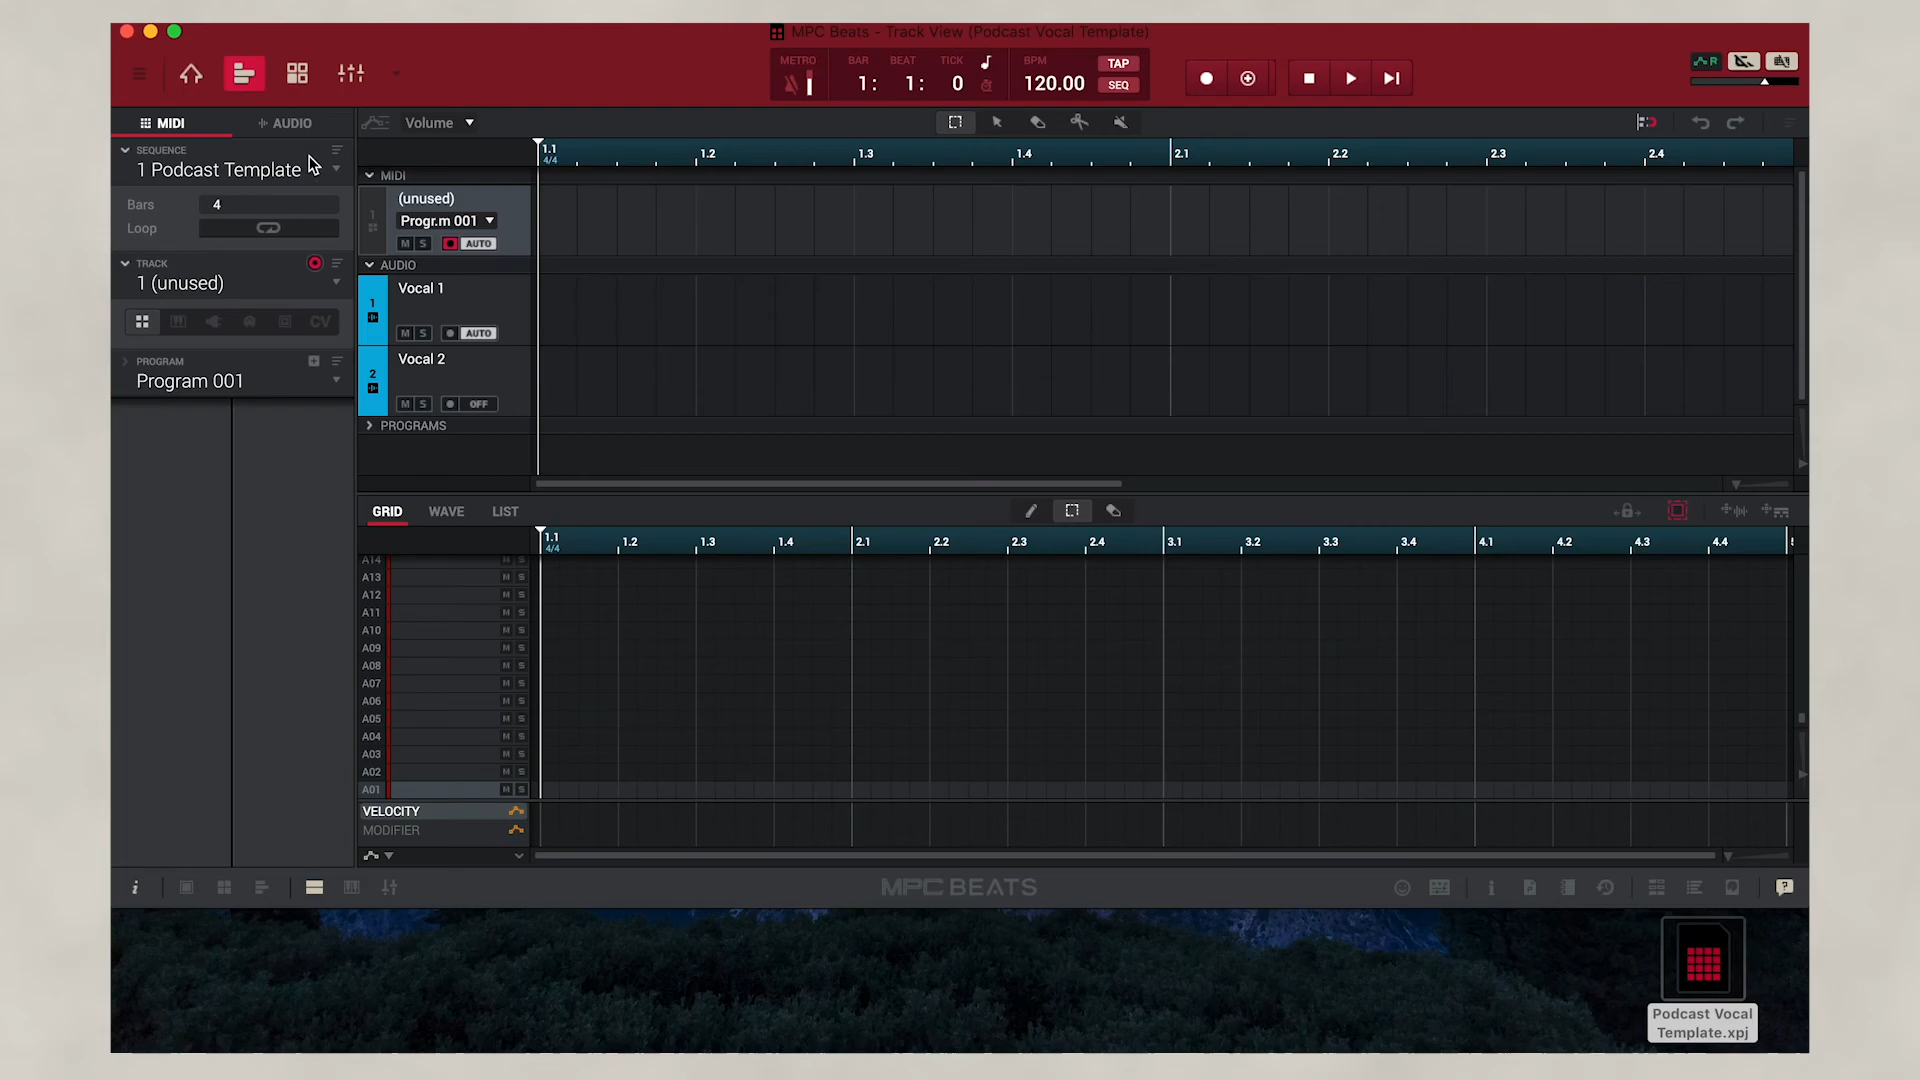 MPC Beats - Track View (Podcast Vocal Template)
METRO BAR BEAT TICK BPM TAP
1: 1: 0 120.00 SEQ
R
MIDI AUDIO Volume
SEQUENCE
1 Podcast Template
Bars 4
Loop
TRACK
1 (unused)
CV
PROGRAM
Program 001
1.1 1.2 1.3 1.4 2.1 2.2 2.3 2.4
4/4
MIDI
1 (unused)
Progr.m 001
M S AUTO
AUDIO
1 Vocal 1
M S AUTO
2 Vocal 2
M S OFF
PROGRAMS
GRID WAVE LIST
1.1 1.2 1.3 1.4 2.1 2.2 2.3 2.4 3.1 3.2 3.3 3.4 4.1 4.2 4.3 4.4
4/4
A14
A13 M S
A12 M S
A11 M S
A10 M S
A09 M S
A08 M S
A07 M S
A06 M S
A05 M S
A04 M S
A03 M S
A02 M S
A01 M S
VELOCITY
MODIFIER
MPC BEATS
Podcast Vocal
Template.xpj